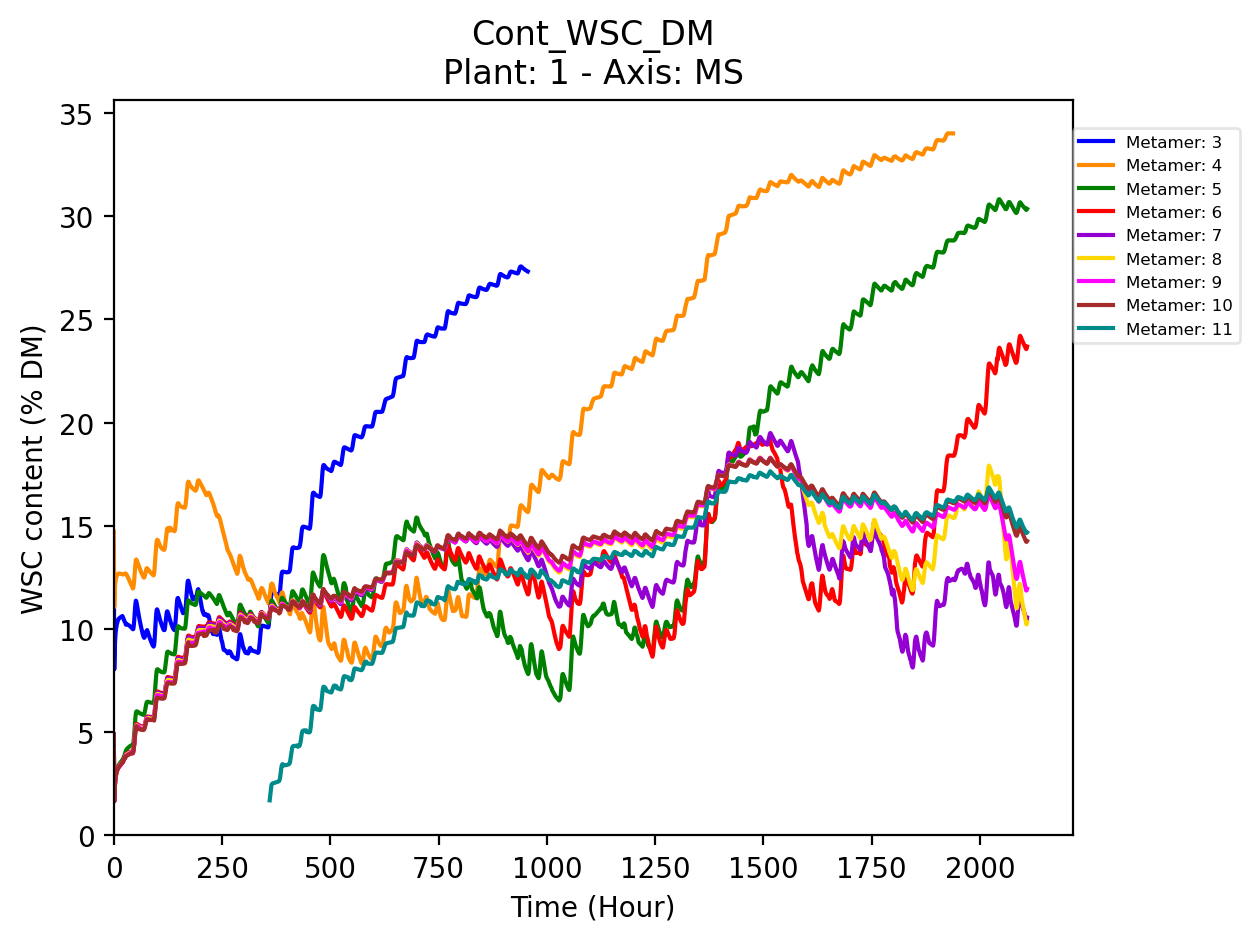 Cont_WSC_DM
Plant: 1 - Axis: MS
35
30
25
20
15
10
5
0
WSC content (% DM)
0 250 500 750 1000 1250 1500 1750 2000
Time (Hour)
Metamer: 3
Metamer: 4
Metamer: 5
Metamer: 6
Metamer: 7
Metamer: 8
Metamer: 9
Metamer: 10
Metamer: 11